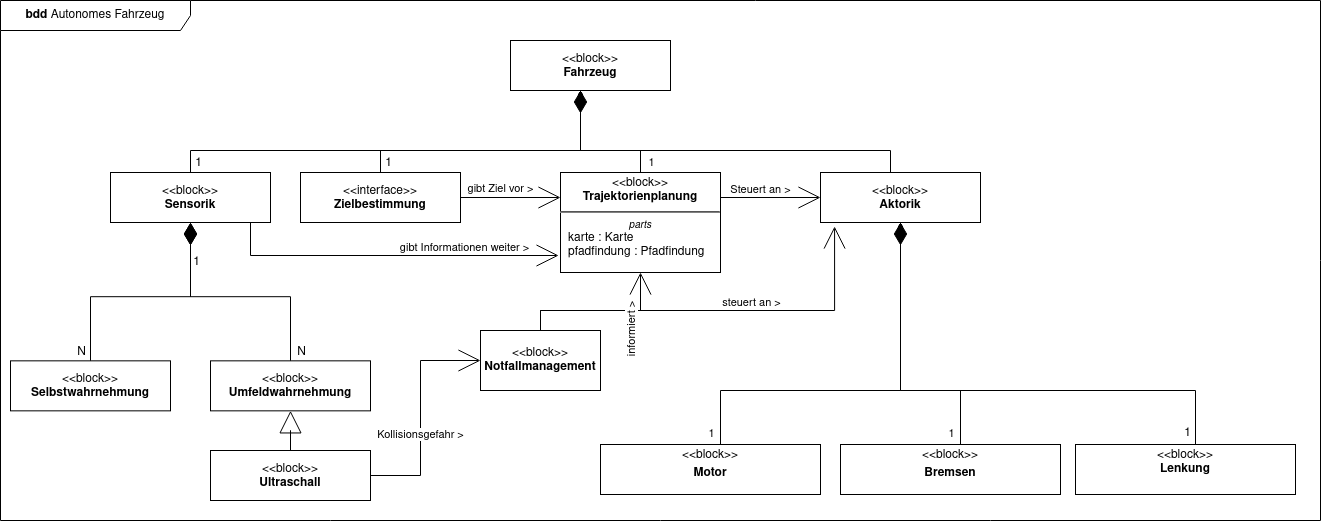 bdd Autonomes Fahrzeug
<<block>>
Fahrzeug
1
1
1
<<block>>
Sensorik
<<interface>>
Zielbestimmung
gibt Ziel vor >
<<block>>
Trajektorienplanung
parts
karte : Karte
pfadfindung : Pfadfindung
Steuert an >
<<block>>
Aktorik
gibt Informationen weiter >
1
N
N
<<block>>
Selbstwahrnehmung
<<block>>
Umfeldwahrnehmung
<<block>>
Notfallmanagement
informiert >
steuert an >
Kollisionsgefahr >
<<block>>
Ultraschall
1
1
1
<<block>>
Motor
<<block>>
Bremsen
<<block>>
Lenkung